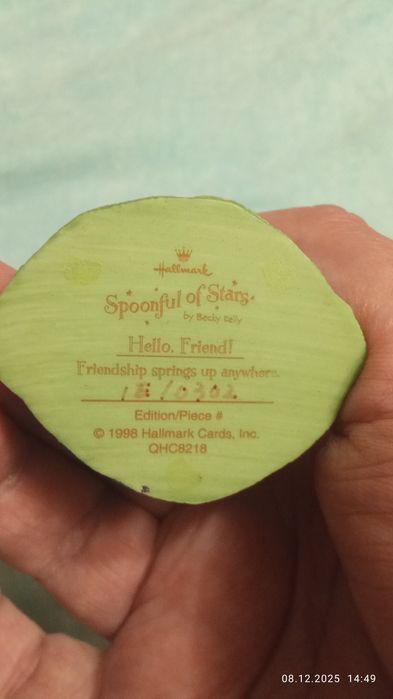 Hallmark
Spoonful of Stars
by Becky Kelly
Hello, Friend!
Friendship springs up anywhere.
1E/0302
Edition/Piece #
© 1998 Hallmark Cards, Inc.
QHC8218
08.12.2025 14:49